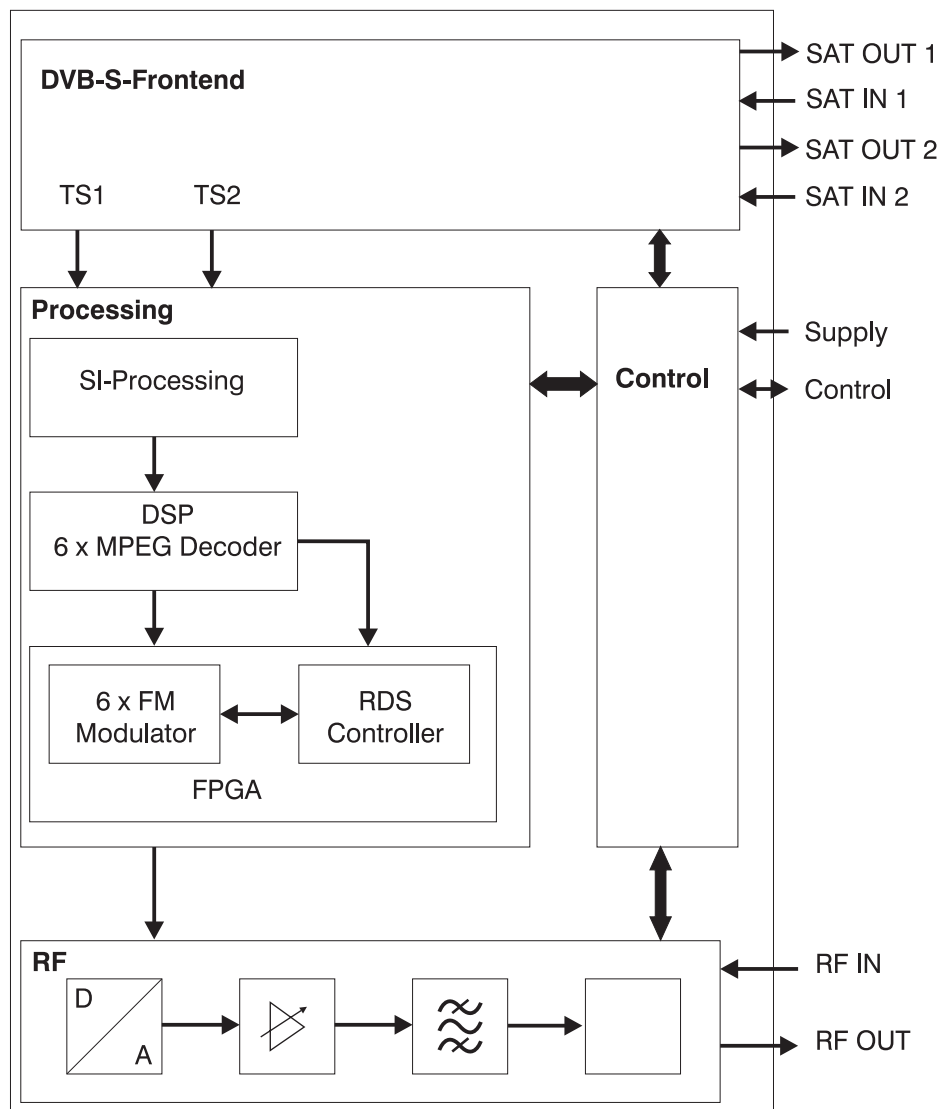 DVB-S-Frontend
SAT OUT 1
SAT IN 1
SAT OUT 2
SAT IN 2
TS1
TS2
Processing
SI-Processing
Control
Supply
Control
DSP
6 x MPEG Decoder
6 x FM
Modulator
RDS
Controller
FPGA
RF
D
A
RF IN
RF OUT